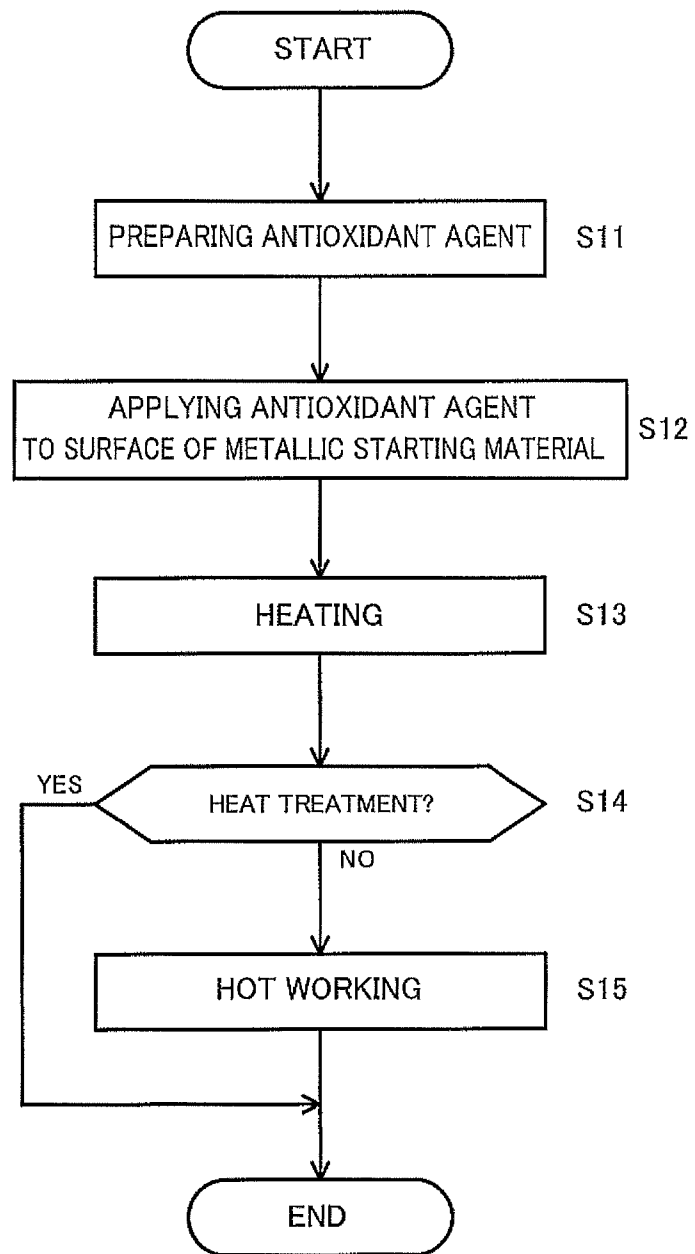 START
PREPARING ANTIOXIDANT AGENT S11
APPLYING ANTIOXIDANT AGENT
TO SURFACE OF METALLIC STARTING MATERIAL S12
HEATING S13
YES
HEAT TREATMENT? S14
NO
HOT WORKING S15
END